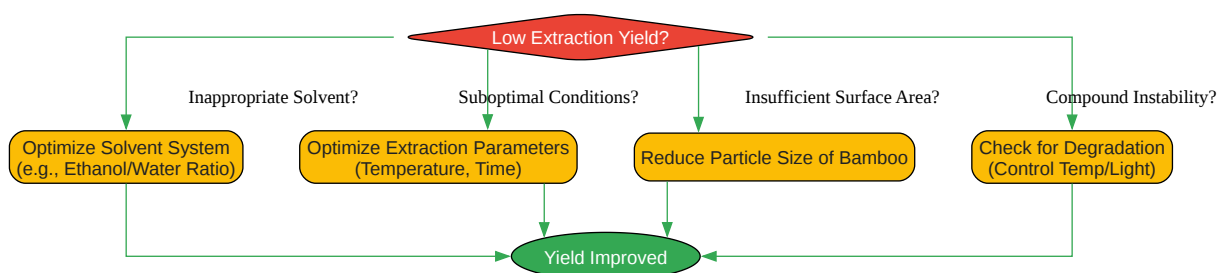 Low Extraction Yield?
Inappropriate Solvent?
Suboptimal Conditions?
Insufficient Surface Area?
Compound Instability?
Optimize Solvent System
(e.g., Ethanol/Water Ratio)
Optimize Extraction Parameters
(Temperature, Time)
Reduce Particle Size of Bamboo
Check for Degradation
(Control Temp/Light)
Yield Improved